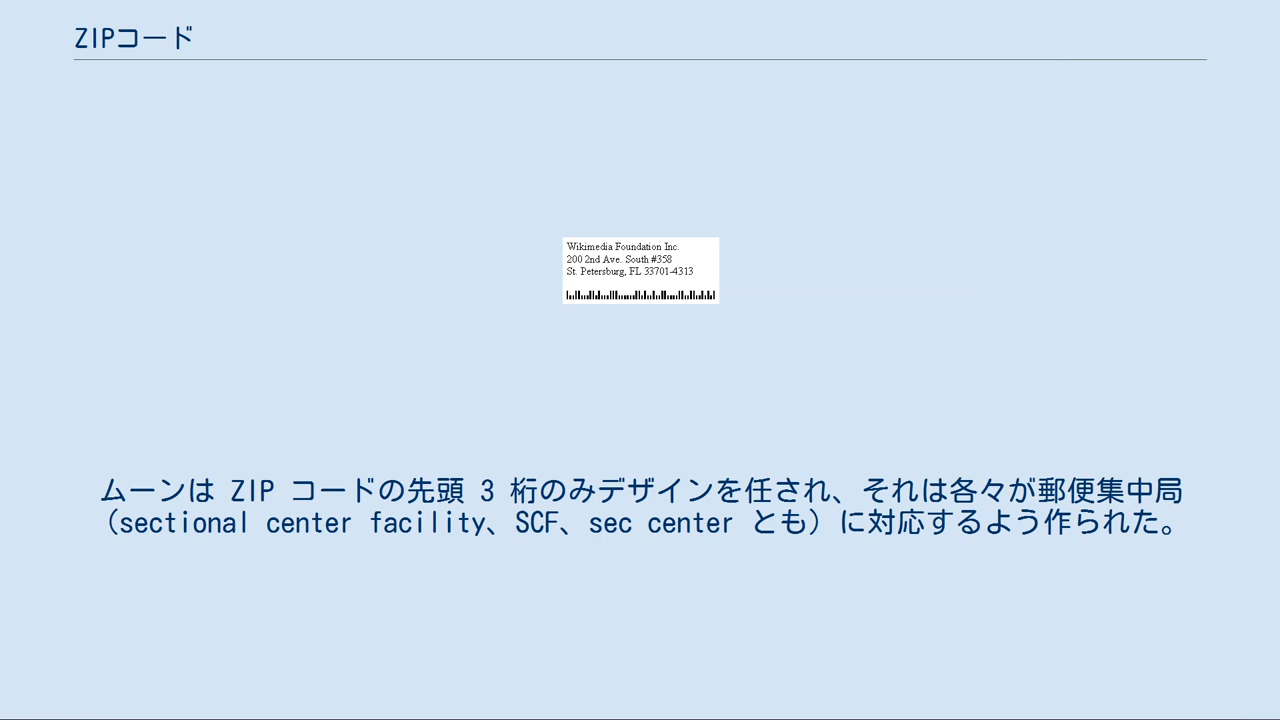 ZIPコード
Wikimedia Foundation Inc.
200 2nd Ave. South #358
St. Petersburg, FL 33701-4313
ムーンは ZIP コードの先頭 3 桁のみデザインを任され、それは各々が郵便集中局
（sectional center facility、SCF、sec center とも）に対応するよう作られた。